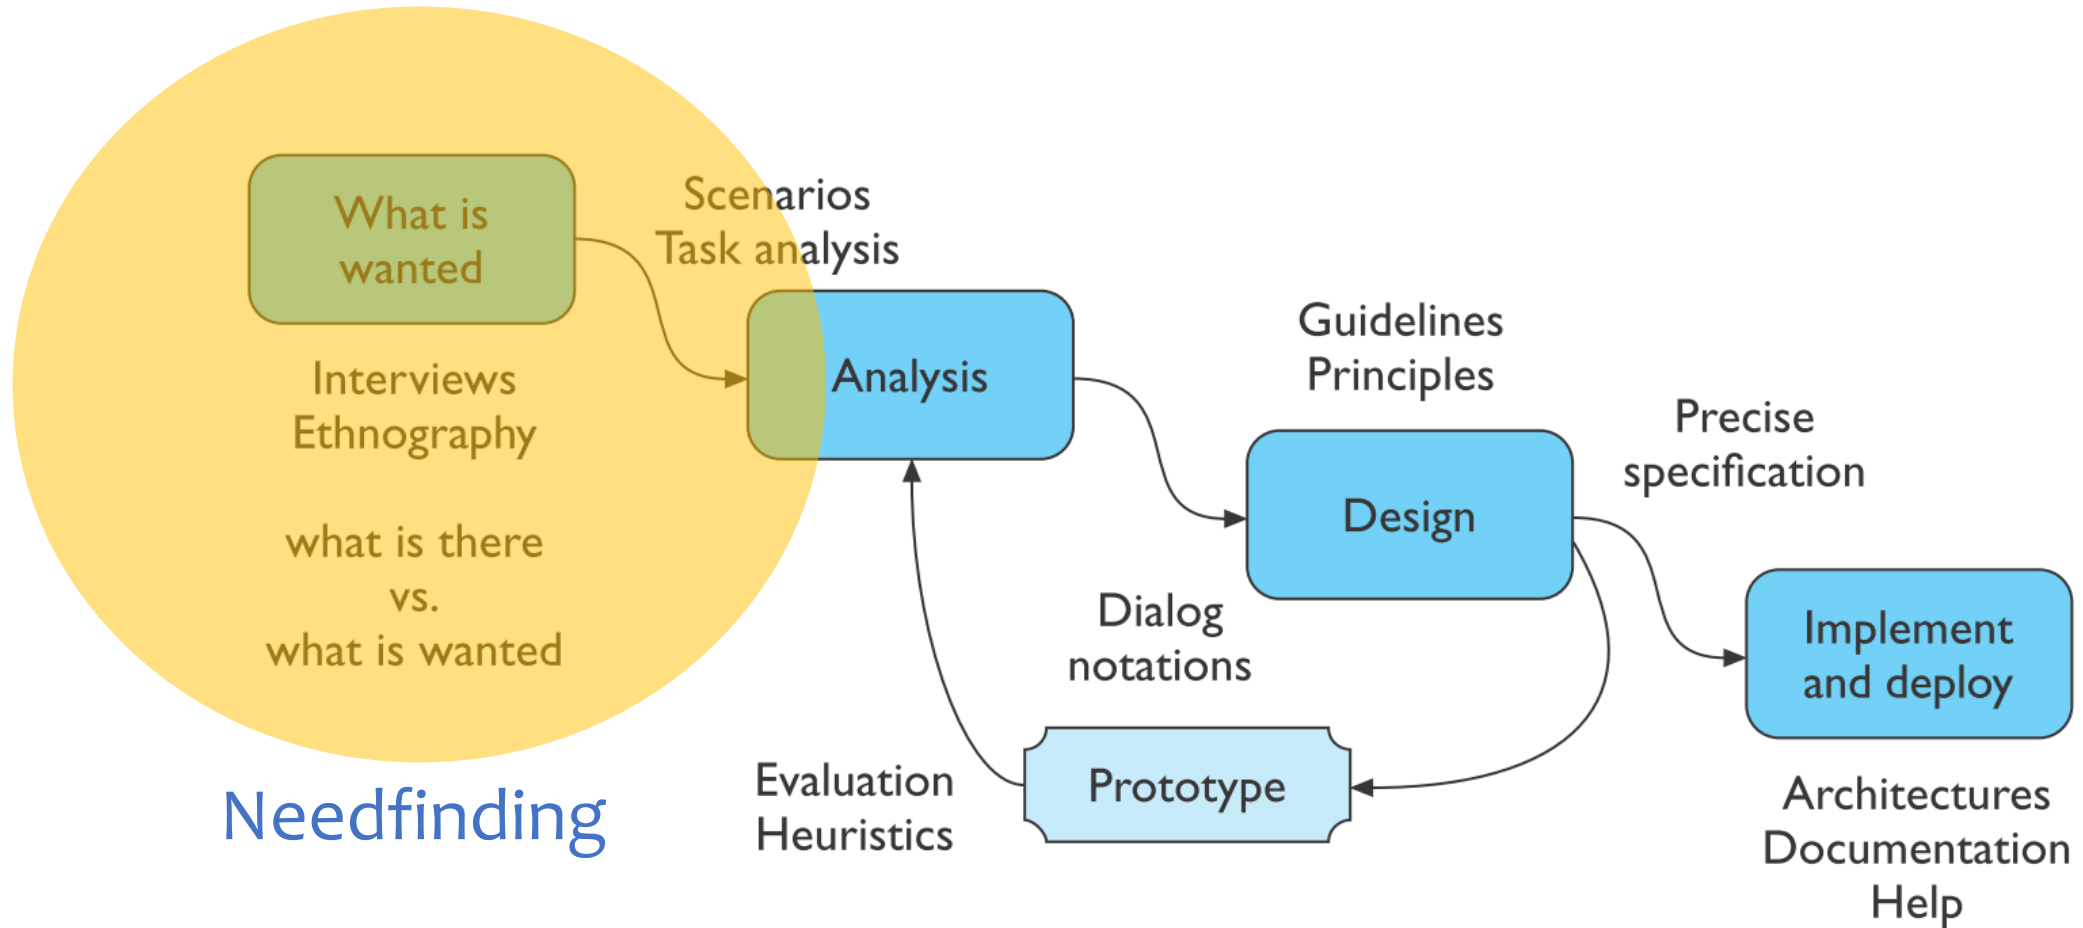 What is
wanted
Interviews
Ethnography
what is there
vs.
what is wanted
Needfinding
Scenarios
Task analysis
Analysis
Guidelines
Principles
Design
Precise
specification
Dialog
notations
Prototype
Evaluation
Heuristics
Implement
and deploy
Architectures
Documentation
Help